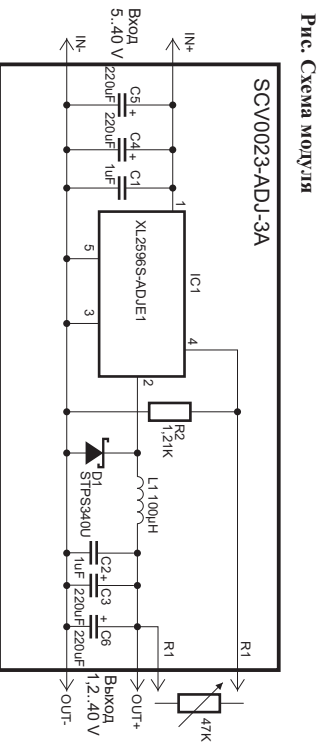 Рис. Схема модуля
SCV0023-ADJ-3A
IN+
Вход
5..40 V
IN-
C5
+
220uF
C4
+
220uF
C1
1uF
1
IC1
XL2596S-ADJE1
4
2
5
3
R2
1,21K
D1
STPS340U
L1 100µH
C2
1uF
+
C3
220uF
+
C6
220uF
R1
R1
47K
OUT+
Выход
1,2..40 V
OUT-